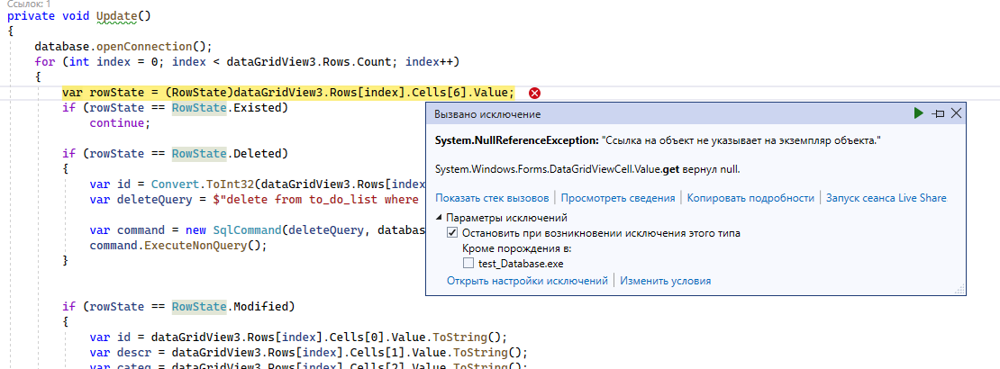 Ссылок: 1
private void Update()
{
database.openConnection();
for (int index = 0; index < dataGridView3.Rows.Count; index++)
{
var rowState = (RowState)dataGridView3.Rows[index].Cells[6].Value;
if (rowState == RowState.Existed)
continue;
if (rowState == RowState.Deleted)
{
var id = Convert.ToInt32(dataGridView3.Rows[index
var deleteQuery = $"delete from to_do_list where
var command = new SqlCommand(deleteQuery, databas
command.ExecuteNonQuery();
}
if (rowState == RowState.Modified)
{
var id = dataGridView3.Rows[index].Cells[0].Value.ToString();
var descr = dataGridView3.Rows[index].Cells[1].Value.ToString();
var categ = dataGridView3.Rows[index].Cells[2].Value.ToString();
Вызвано исключение
System.NullReferenceException: "Ссылка на объект не указывает на экземпляр объекта."
System.Windows.Forms.DataGridViewCell.Value.get вернул null.
Показать стек вызовов | Просмотреть сведения | Копировать подробности | Запуск сеанса Live Share
Параметры исключений
Остановить при возникновении исключения этого типа
Кроме порождения в:
test_Database.exe
Открыть настройки исключений | Изменить условия